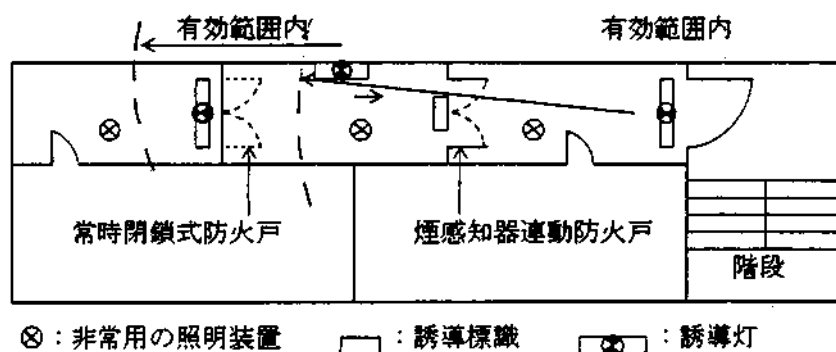 有効範囲内 有効範囲内
常時閉鎖式防火戸 煙感知器連動防火戸
階段
：非常用の照明装置 ：誘導標識 ：誘導灯